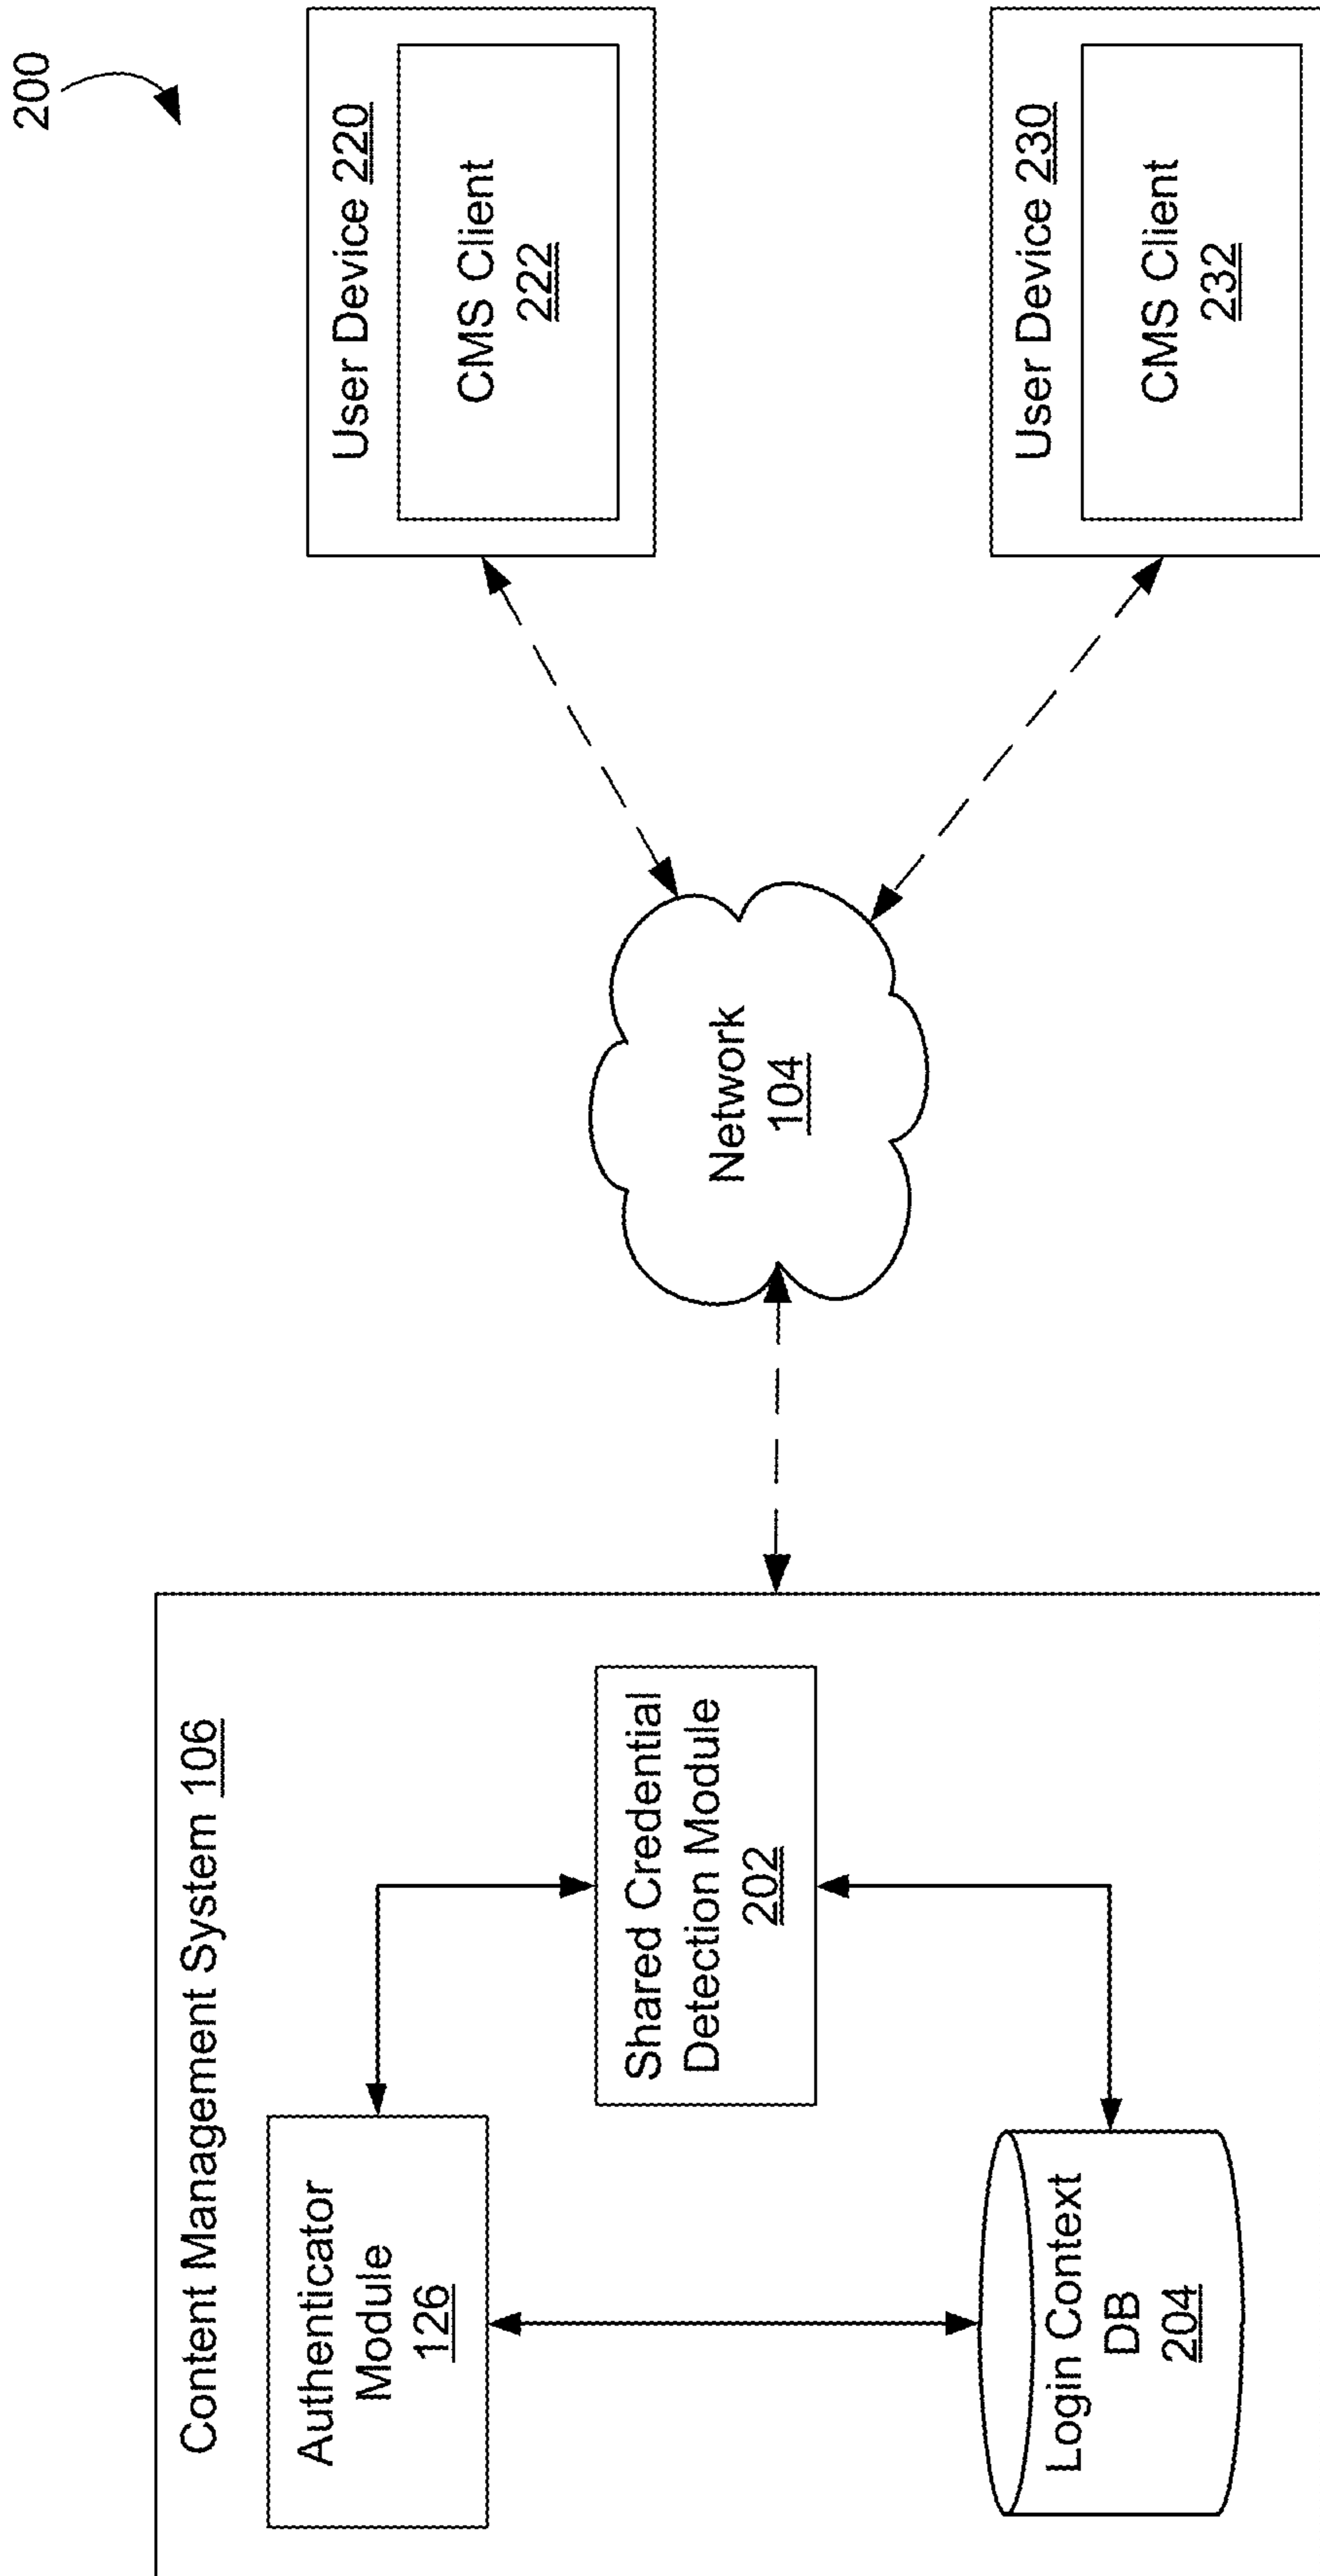 200
Content Management System 106
Authenticator
Module
126
Shared Credential
Detection Module
202
Login Context
DB
204
Network
104
User Device 220
CMS Client
222
User Device 230
CMS Client
232